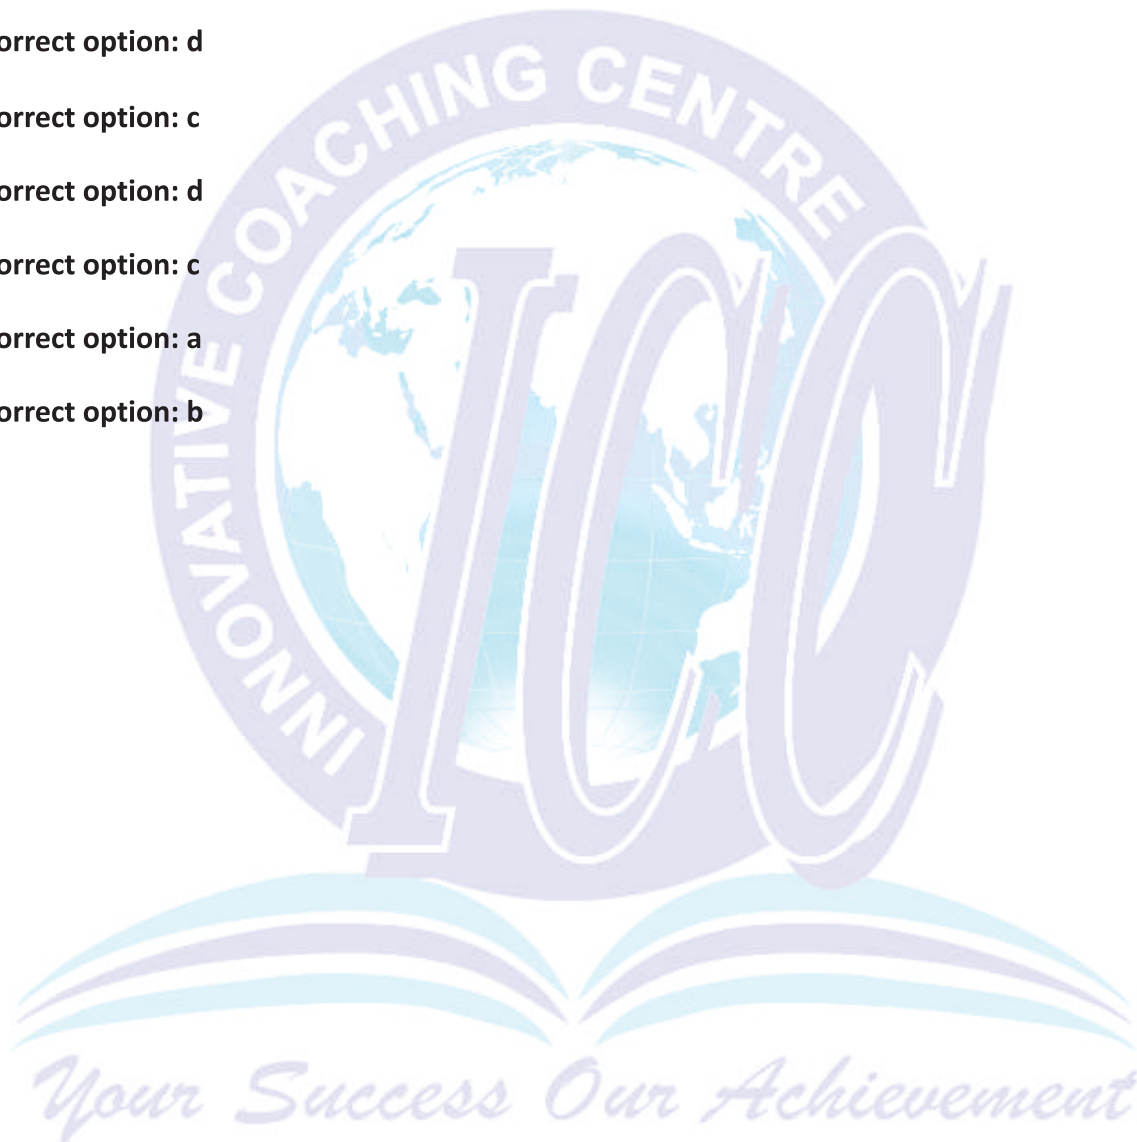 orrect option: d
orrect option: c
orrect option: d
orrect option: c
orrect option: a
orrect option: b
INNOVATIVE COACHING CENTRE
ICC
Your Success Our Achievement